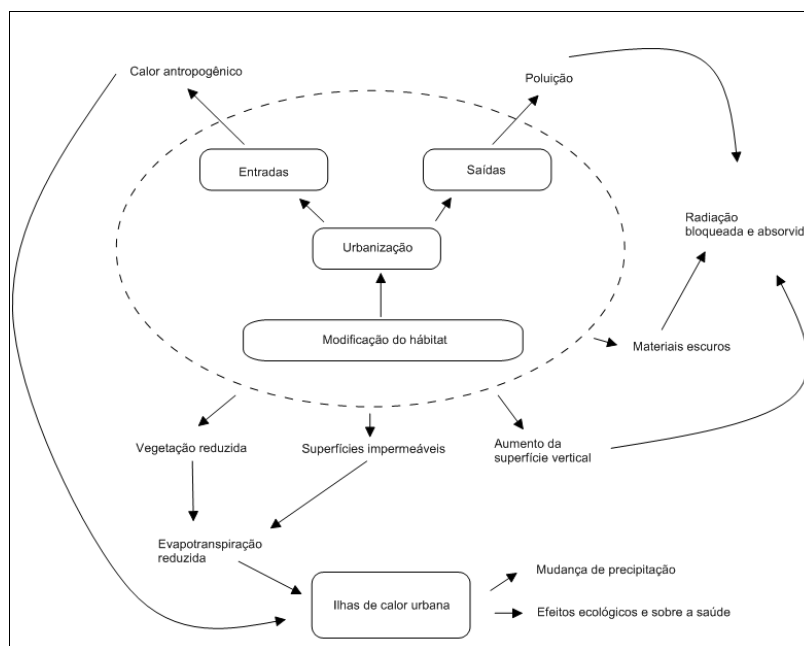 Calor antropogênico
Poluição
Entradas
Saídas
Radiação
bloqueada e absorvid
Urbanização
Modificação do hábitat
Materiais escuros
Vegetação reduzida
Superfícies impermeáveis
Aumento da
superfície vertical
Evapotranspiração
reduzida
Mudança de precipitação
Ilhas de calor urbana
Efeitos ecológicos e sobre a saúde